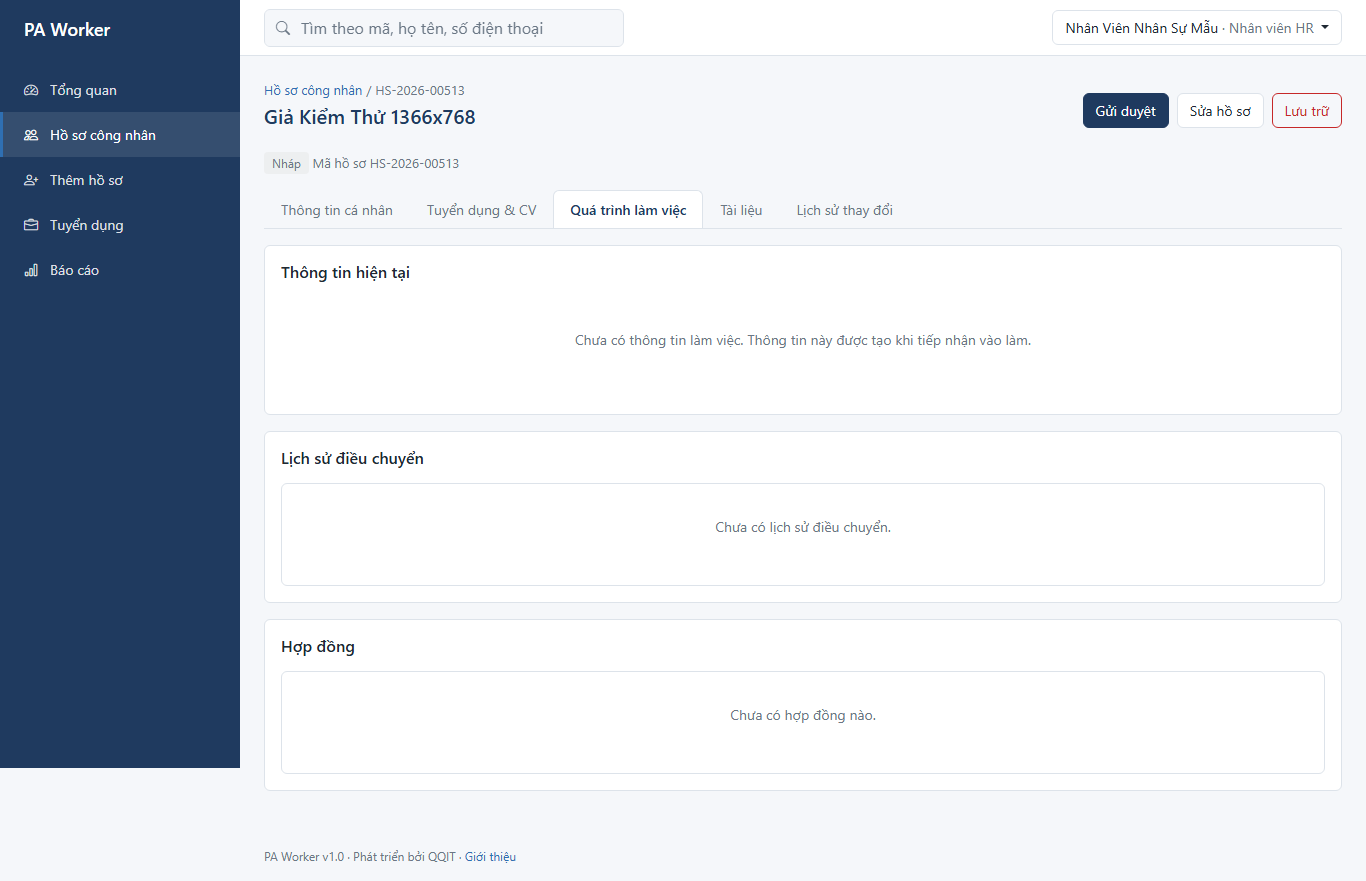 PA Worker
Tìm theo mã, họ tên, số điện thoại
Nhân Viên Nhân Sự Mẫu · Nhân viên HR
Tổng quan
Hồ sơ công nhân
Thêm hồ sơ
Tuyển dụng
Báo cáo
Hồ sơ công nhân / HS-2026-00513
Giả Kiểm Thử 1366x768
Gửi duyệt
Sửa hồ sơ
Lưu trữ
Nháp Mã hồ sơ HS-2026-00513
Thông tin cá nhân
Tuyển dụng & CV
Quá trình làm việc
Tài liệu
Lịch sử thay đổi
Thông tin hiện tại
Chưa có thông tin làm việc. Thông tin này được tạo khi tiếp nhận vào làm.
Lịch sử điều chuyển
Chưa có lịch sử điều chuyển.
Hợp đồng
Chưa có hợp đồng nào.
PA Worker v1.0 · Phát triển bởi QQIT · Giới thiệu